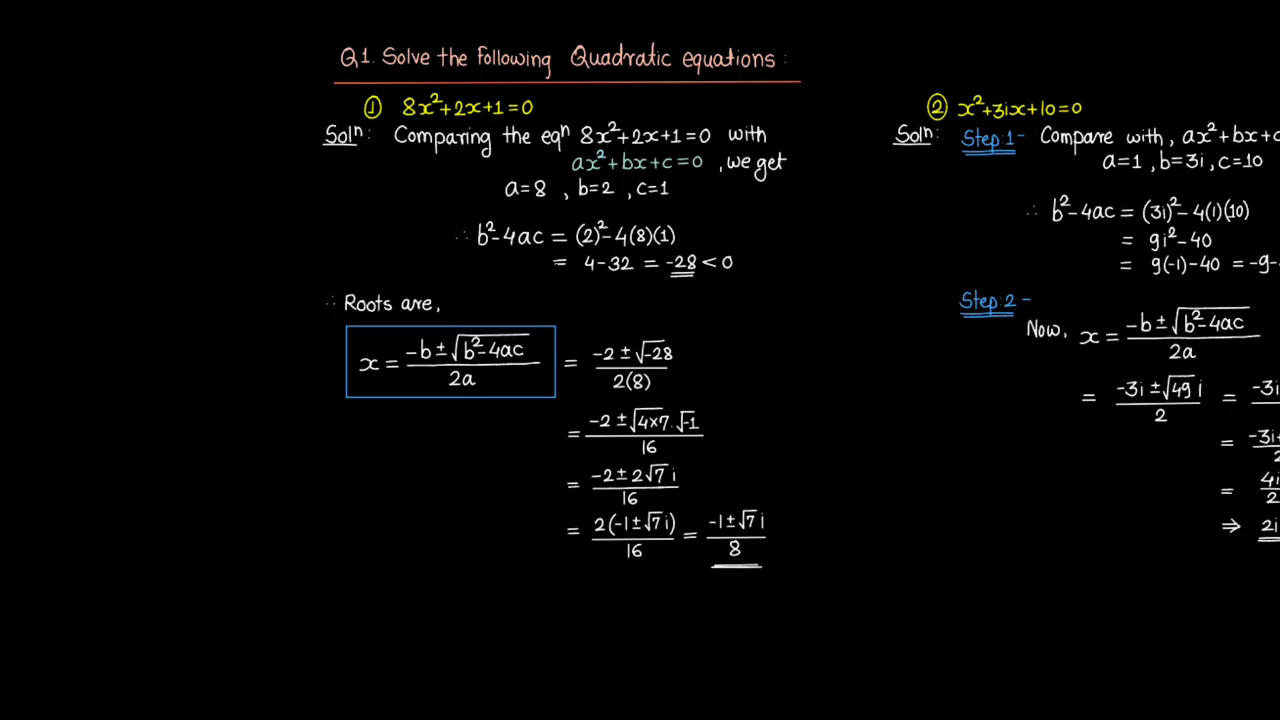 Q1. Solve the following Quadratic equations :
① 8x²+2x+1=0
Solⁿ: Comparing the eqⁿ 8x²+2x+1=0 with
ax²+bx+c=0 , we get
a=8 , b=2 , c=1
∴ b²-4ac = (2)²-4(8)(1)
= 4-32 = -28 < 0
∴ Roots are,
x = (-b ± √(b²-4ac))/2a = (-2 ± √-28)/2(8)
= (-2 ± √(4×7).√-1)/16
= (-2 ± 2√7 i)/16
= 2(-1±√7 i)/16 = (-1±√7 i)/8
② x²+3ix+10=0
Solⁿ: Step:1- Compare with, ax²+bx+c
a=1 , b=3i , c=10
∴ b²-4ac = (3i)²-4(1)(10)
= 9i²-40
= 9(-1)-40 = -9-
Step:2-
Now, x = (-b ± √(b²-4ac))/2a
= (-3i ± √49 i)/2 = -3i
= -3i
= 4i/2
⇒ 2i